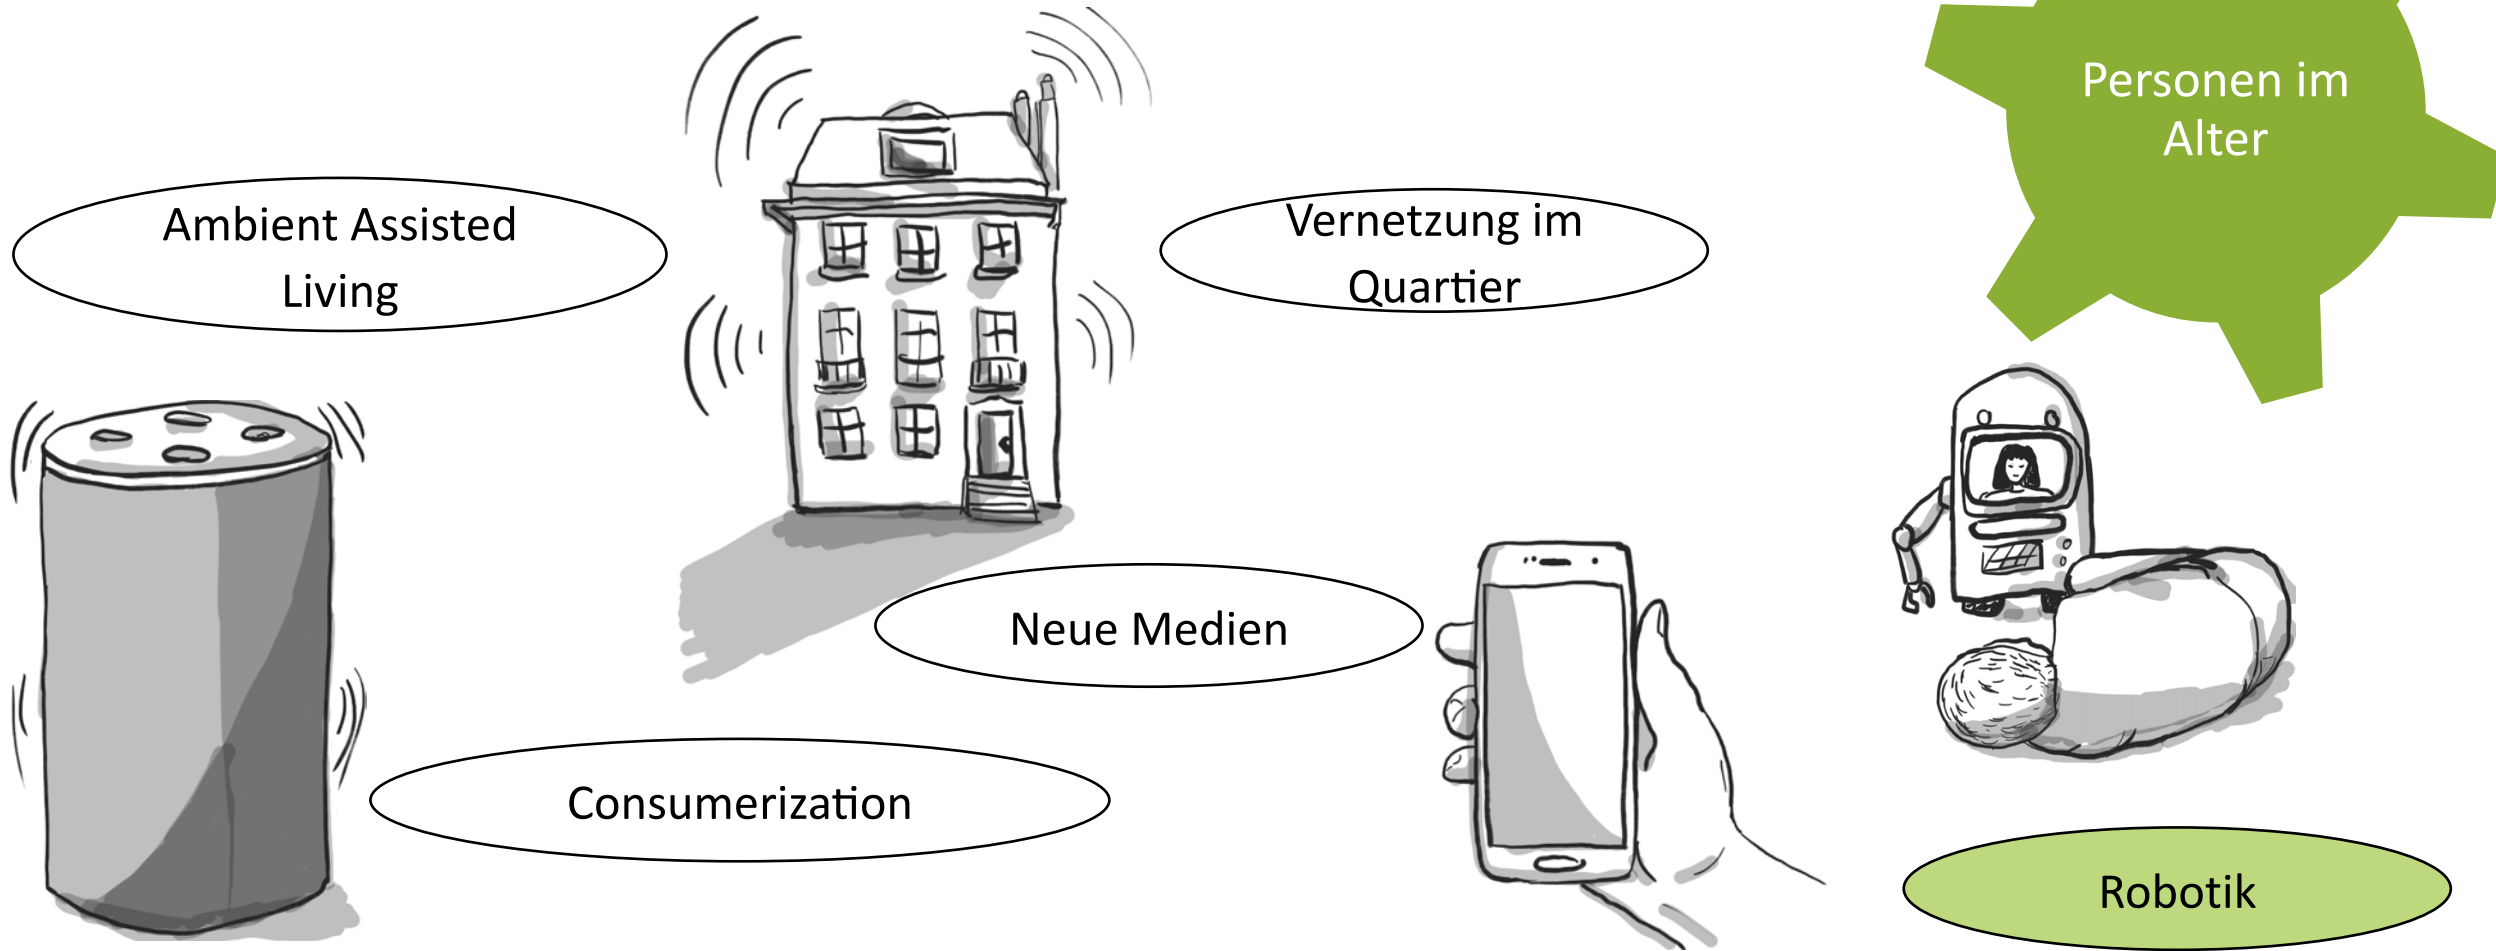 Personen im
Alter
Ambient Assisted
Living
Vernetzung im
Quartier
Neue Medien
Consumerization
Robotik